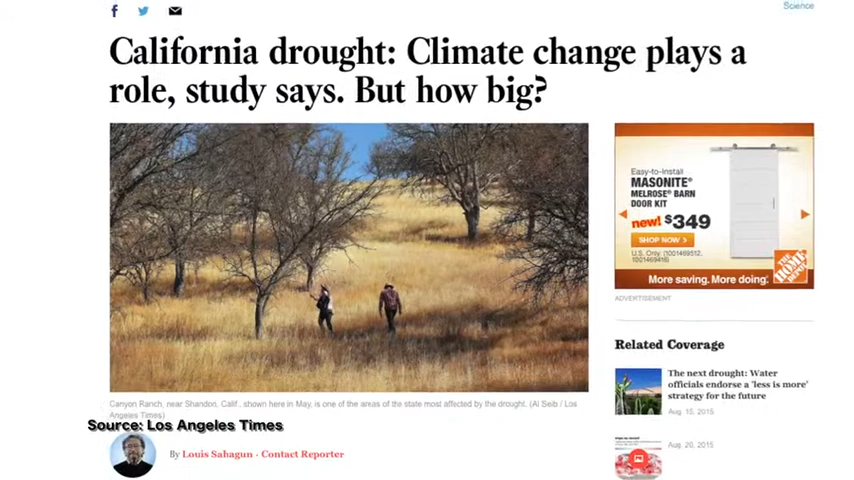 Science
California drought: Climate change plays a
role, study says. But how big?
Easy-to-Install
MASONITE®
MELROSE® BARN
DOOR KIT
new! $349
SHOP NOW >
U.S. Only: (1001469512,
1001469416)
THE HOME DEPOT
More saving. More doing.®
ADVERTISEMENT
Related Coverage
The next drought: Water
officials endorse a 'less is more'
strategy for the future
Aug. 15, 2015
Aug. 20, 2015
Canyon Ranch, near Shandon, Calif., shown here in May, is one of the areas of the state most affected by the drought. (Al Seib / Los
Angeles Times)
Source: Los Angeles Times
By Louis Sahagun - Contact Reporter